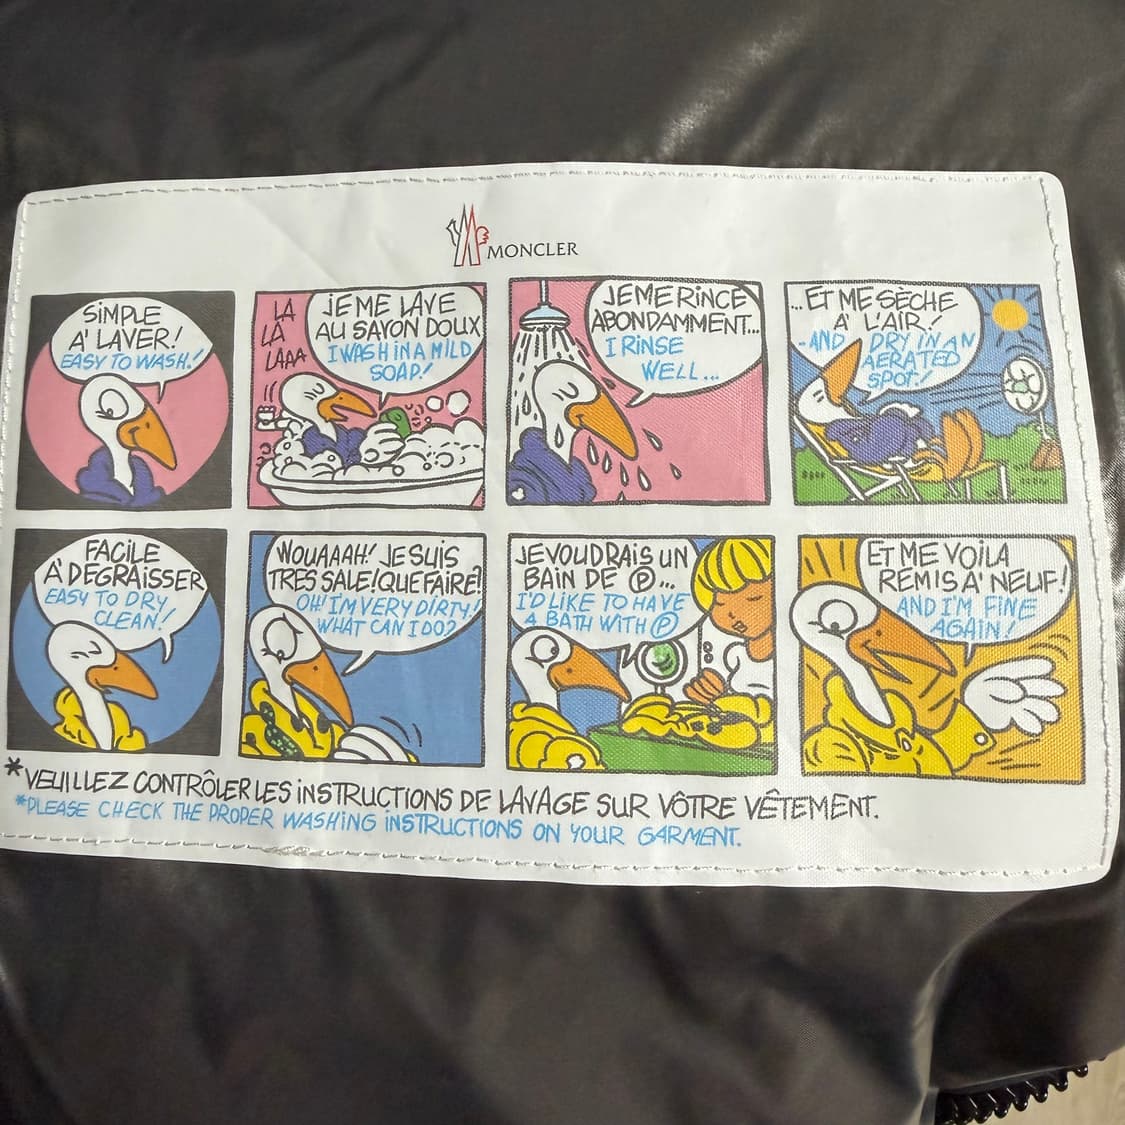 MONCLER
SIMPLE
A' LAVER!
EASY TO WASH!
LA
LA
LAAA
JE ME LAVE
AU SAVON DOUX
I WASH IN A MILD
SOAP!
JE ME RINCE
ABONDAMMENT...
I RINSE
WELL...
...ET ME SÈCHE
A' L'AIR!
-AND DRY IN AN
AERATED
SPOT!
FACILE
A' DEGRAISSER
EASY TO DRY
CLEAN!
WOUAAAH! JE SUIS
TRES SALE! QUE FAIRE?
OH! I'M VERY DIRTY!
WHAT CAN I DO?
JE VOUDRAIS UN
BAIN DE Ⓟ...
I'D LIKE TO HAVE
A BATH WITH Ⓟ
ET ME VOILA
REMIS A' NEUF!
AND I'M FINE
AGAIN!
*VEUILLEZ CONTRÔLER LES INSTRUCTIONS DE LAVAGE SUR VÔTRE VÊTEMENT.
*PLEASE CHECK THE PROPER WASHING INSTRUCTIONS ON YOUR GARMENT.